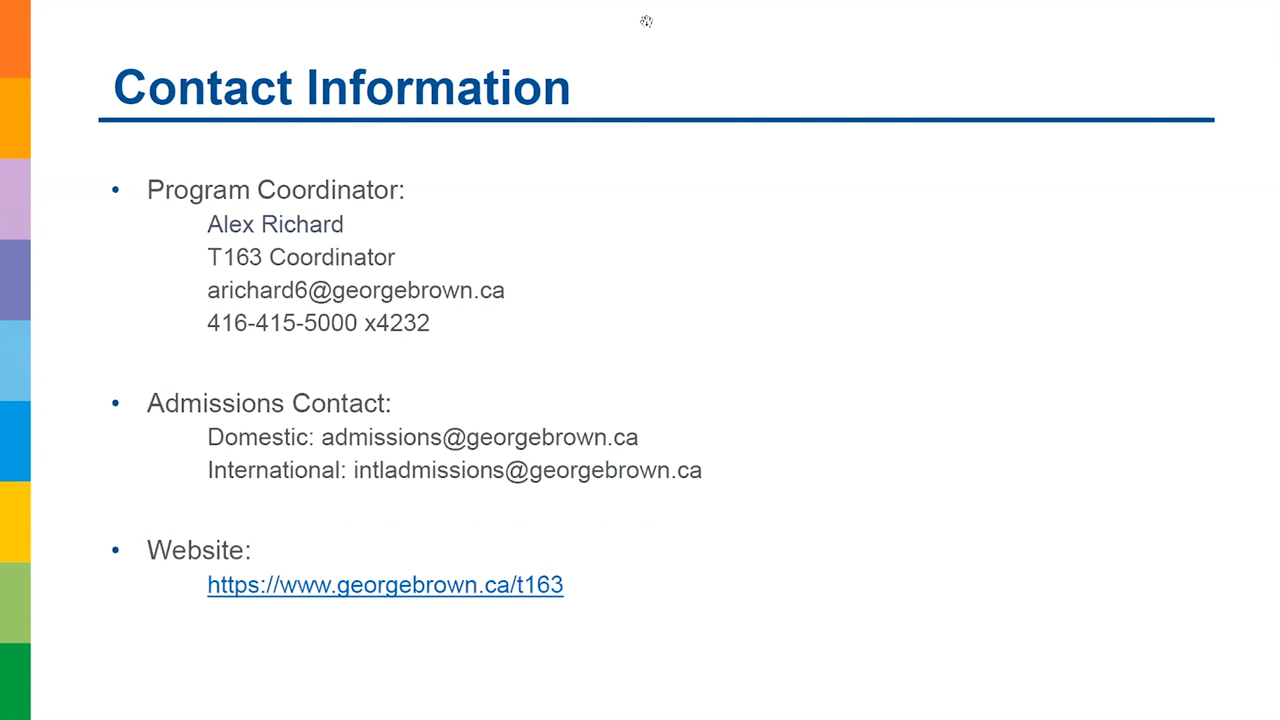 Contact Information
• Program Coordinator:
Alex Richard
T163 Coordinator
arichard6@georgebrown.ca
416-415-5000 x4232
• Admissions Contact:
Domestic: admissions@georgebrown.ca
International: intladmissions@georgebrown.ca
• Website:
https://www.georgebrown.ca/t163